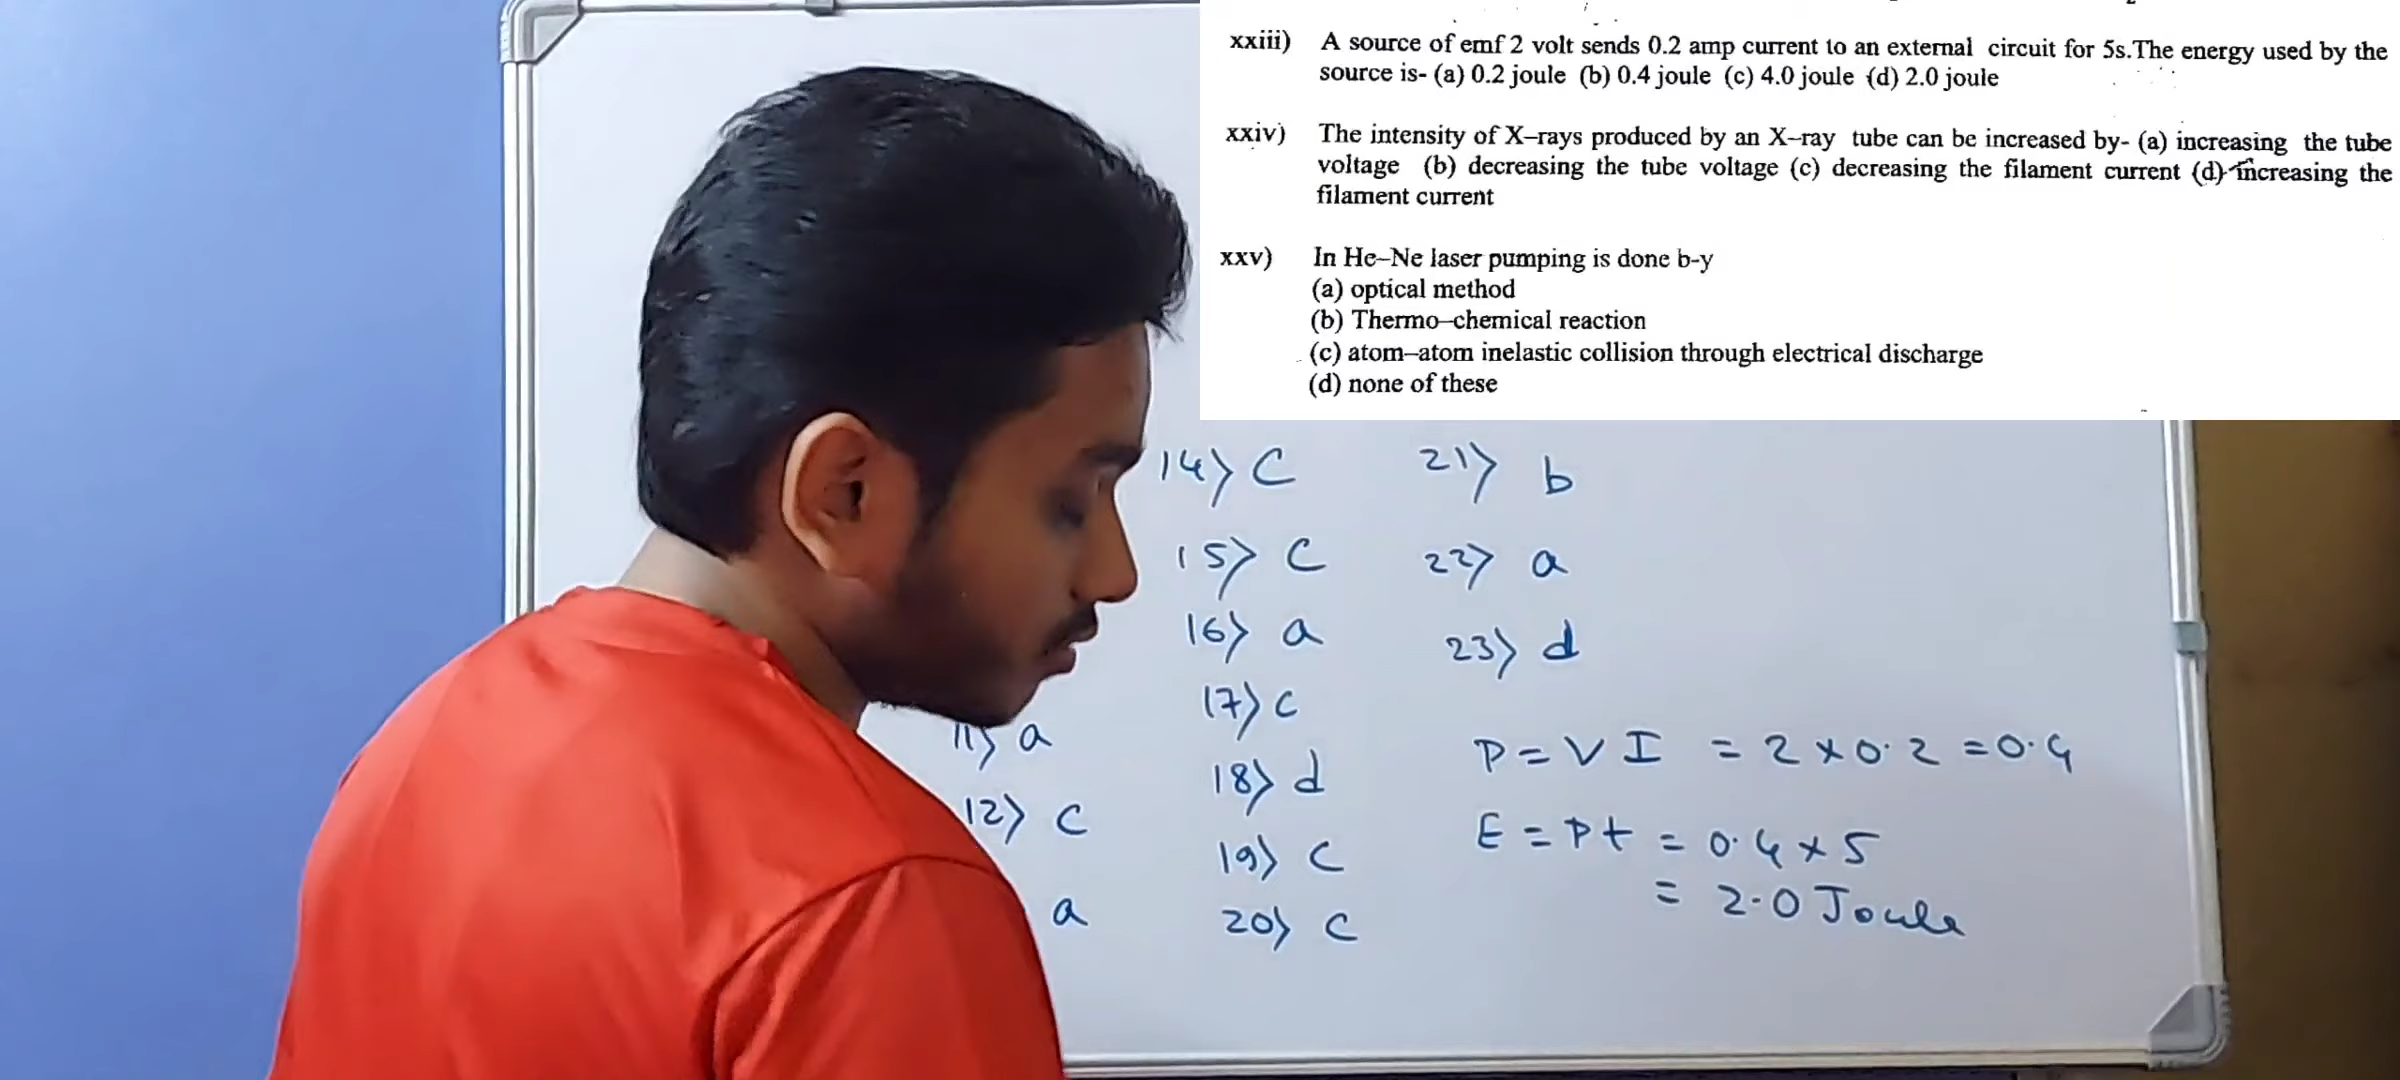 xxiii) A source of emf 2 volt sends 0.2 amp current to an external circuit for 5s.The energy used by the
source is- (a) 0.2 joule (b) 0.4 joule (c) 4.0 joule (d) 2.0 joule
xxiv) The intensity of X–rays produced by an X–ray tube can be increased by- (a) increasing the tube
voltage (b) decreasing the tube voltage (c) decreasing the filament current (d) increasing the
filament current
xxv) In He–Ne laser pumping is done b-y
(a) optical method
(b) Thermo–chemical reaction
(c) atom–atom inelastic collision through electrical discharge
(d) none of these
11) a
12) c
a
14) c
15) c
16) a
17) c
18) d
19) c
20) c
21) b
22) a
23) d
P = V I = 2 × 0.2 = 0.4
E = Pt = 0.4 × 5
= 2.0 Joule